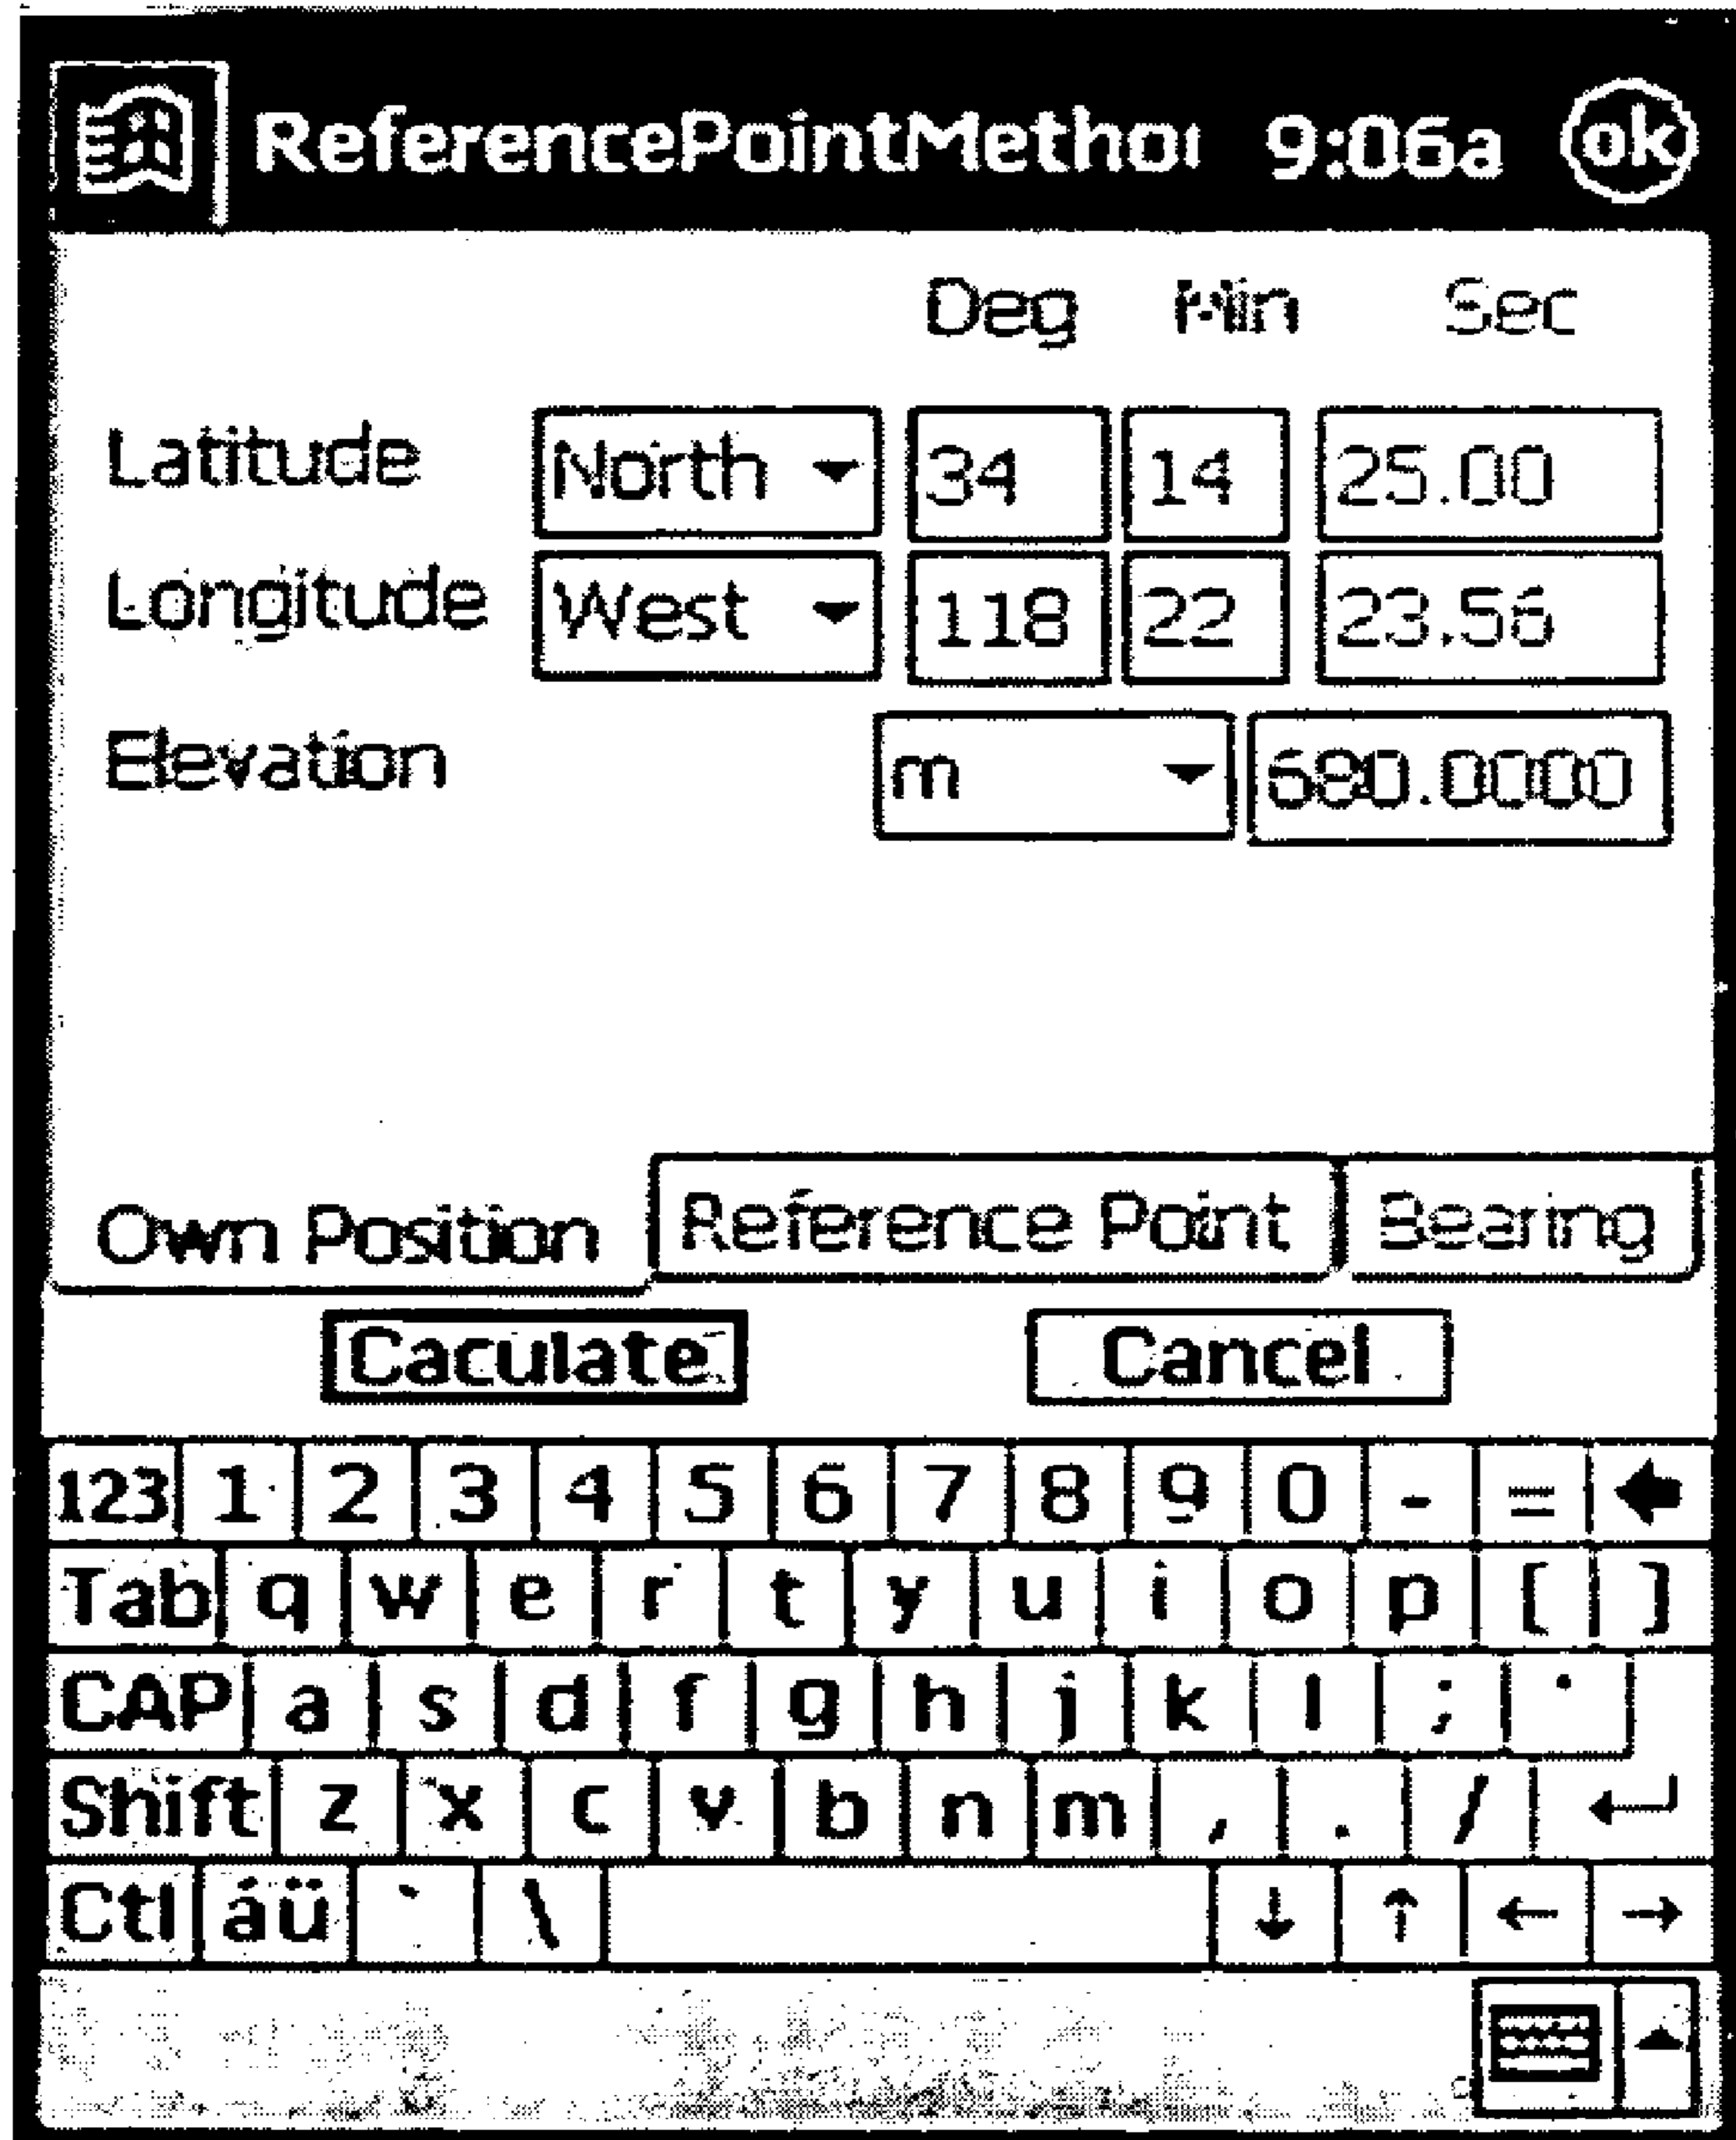 ReferencePointMethod 9:06a ok
Deg Min Sec
Latitude North 34 14 25.00
Longitude West 118 22 23.56
Elevation m 680.0000
Own Position Reference Point Bearing
Caculate Cancel
123 1 2 3 4 5 6 7 8 9 0 - = 
Tab q w e r t y u i o p [ ]
CAP a s d f g h j k l ; '
Shift z x c v b n m , . / ↵
Ctl áü ` \ ↓ ↑ ← →